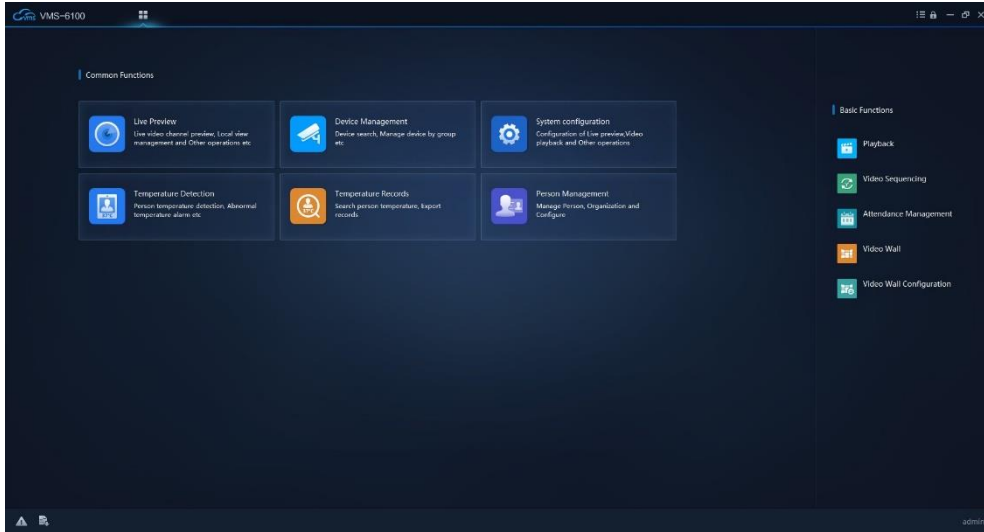 Cvms VMS-6100
Common Functions
Live Preview
Live video channel preview, Local view
management and Other operations etc
Device Management
Device search, Manage device by group
etc
System configuration
Configuration of Live preview,Video
playback and Other operations
Temperature Detection
Person temperature detection, Abnormal
temperature alarm etc
Temperature Records
Search person temperature, Export
records
Person Management
Manage Person, Organization and
Configure
Basic Functions
Playback
Video Sequencing
Attendance Management
Video Wall
Video Wall Configuration
admin